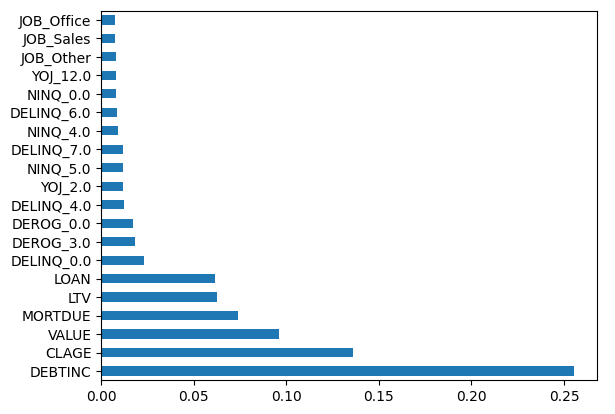 JOB_Office
JOB_Sales
JOB_Other
YOJ_12.0
NINQ_0.0
DELINQ_6.0
NINQ_4.0
DELINQ_7.0
NINQ_5.0
YOJ_2.0
DELINQ_4.0
DEROG_0.0
DEROG_3.0
DELINQ_0.0
LOAN
LTV
MORTDUE
VALUE
CLAGE
DEBTINC
0.00 0.05 0.10 0.15 0.20 0.25